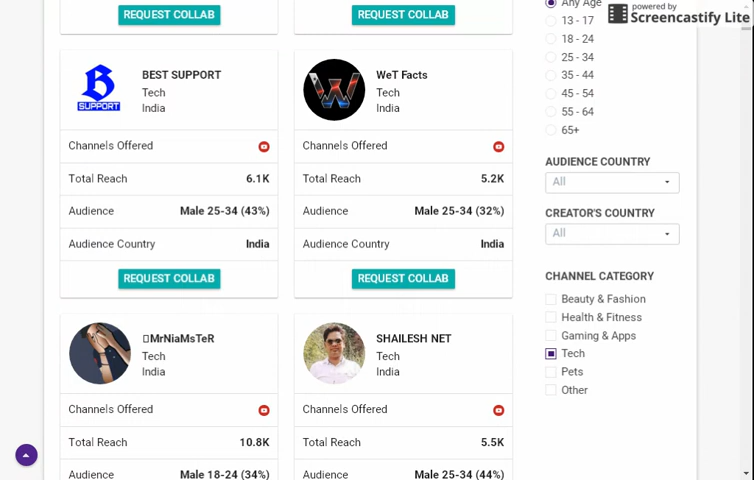 REQUEST COLLAB
REQUEST COLLAB
BEST SUPPORT
Tech
India
B
SUPPORT
Channels Offered
Total Reach 6.1K
Audience Male 25-34 (43%)
Audience Country India
REQUEST COLLAB
WeT Facts
Tech
India
W
Channels Offered
Total Reach 5.2K
Audience Male 25-34 (32%)
Audience Country India
REQUEST COLLAB
MrNiaMsTeR
Tech
India
Channels Offered
Total Reach 10.8K
Audience Male 18-24 (34%)
SHAILESH NET
Tech
India
Channels Offered
Total Reach 5.5K
Audience Male 25-34 (44%)
powered by
Screencastify Lite
Any Age
13 - 17
18 - 24
25 - 34
35 - 44
45 - 54
55 - 64
65+
AUDIENCE COUNTRY
All
CREATOR'S COUNTRY
All
CHANNEL CATEGORY
Beauty & Fashion
Health & Fitness
Gaming & Apps
Tech
Pets
Other